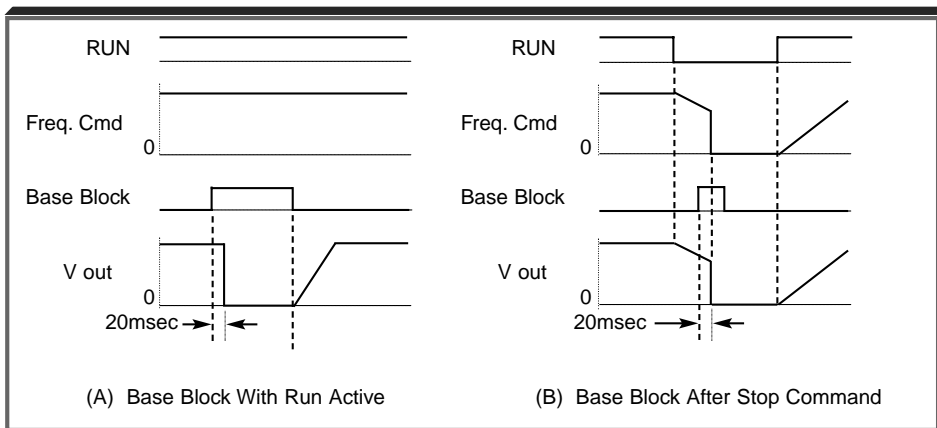 RUN
Freq. Cmd
0
Base Block
V out
0
20msec
(A) Base Block With Run Active
RUN
Freq. Cmd
0
Base Block
V out
0
20msec
(B) Base Block After Stop Command